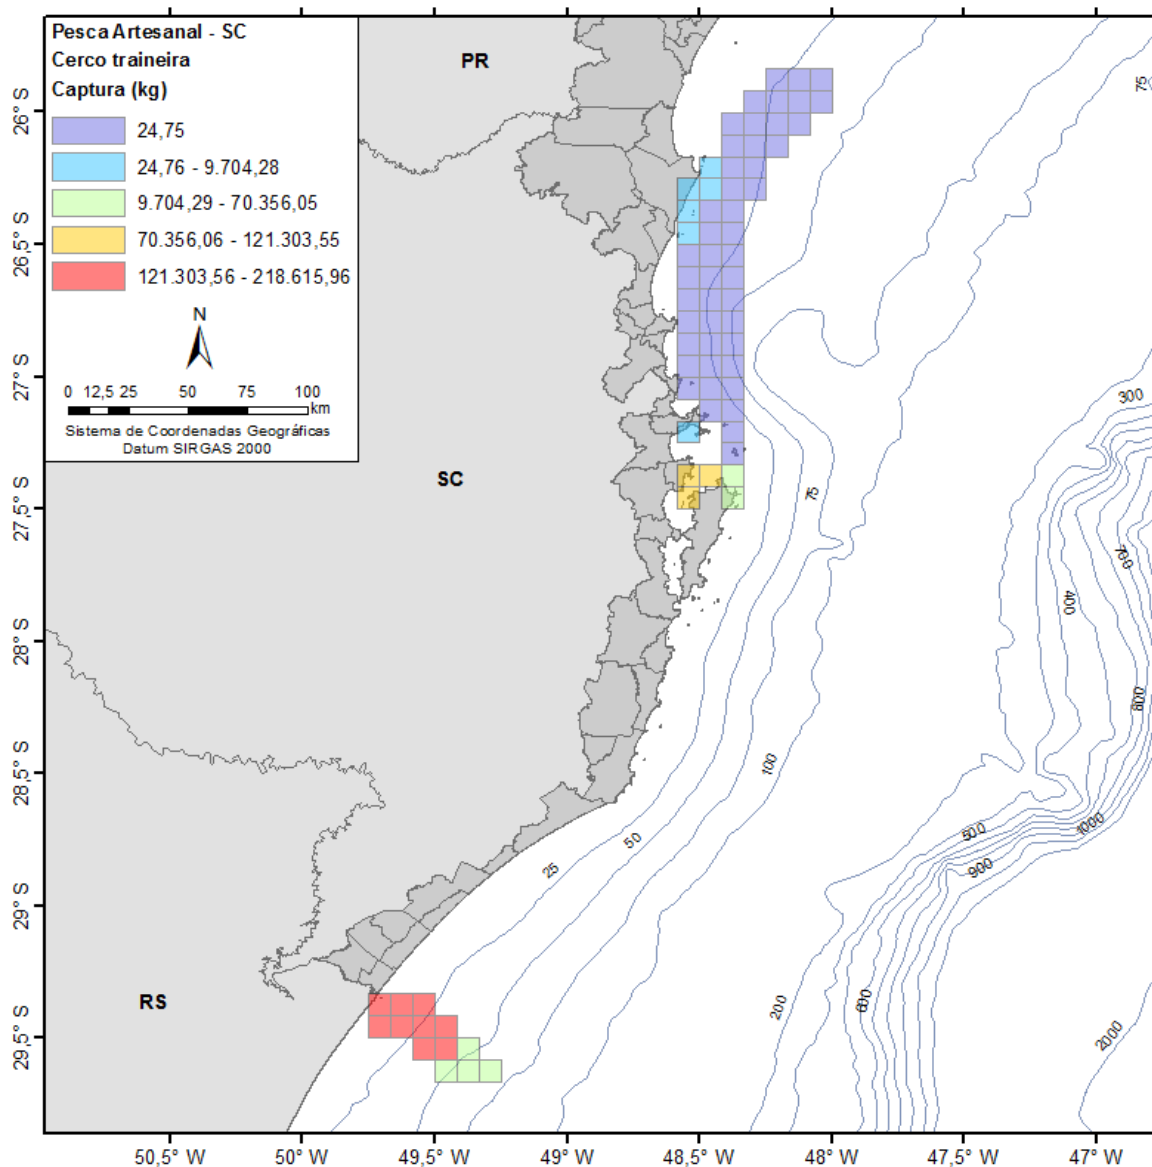 Pesca Artesanal - SC
Cerco traineira
Captura (kg)
24,75
24,76 - 9.704,28
9.704,29 - 70.356,05
70.356,06 - 121.303,55
121.303,56 - 218.615,96
N
0 12,5 25 50 75 100
km
Sistema de Coordenadas Geográficas
Datum SIRGAS 2000
PR
SC
RS
75
300
75
700
400
800
100
50
25
500
1000
900
200
600
2000
26° S
26,5° S
27° S
27,5° S
28° S
28,5° S
29° S
29,5° S
50,5° W
50° W
49,5° W
49° W
48,5° W
48° W
47,5° W
47° W